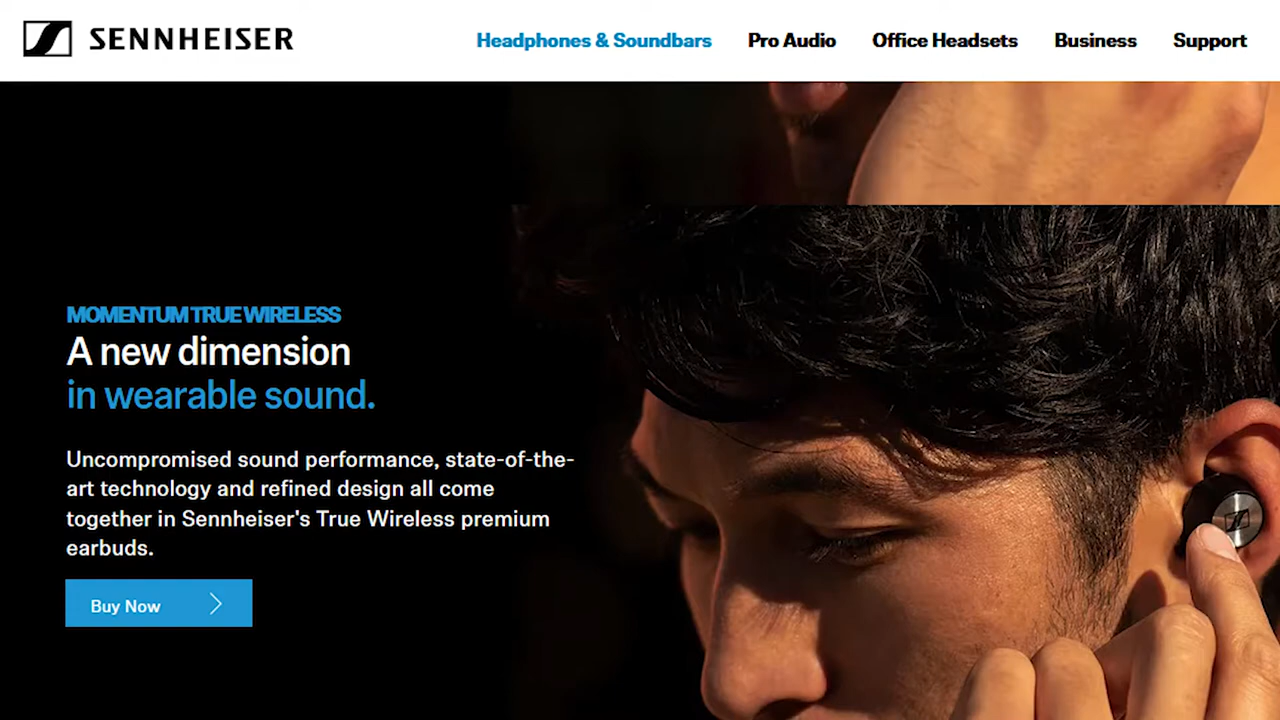 SENNHEISER
Headphones & Soundbars Pro Audio Office Headsets Business Support
MOMENTUM TRUE WIRELESS
A new dimension
in wearable sound.
Uncompromised sound performance, state-of-the-
art technology and refined design all come
together in Sennheiser's True Wireless premium
earbuds.
Buy Now